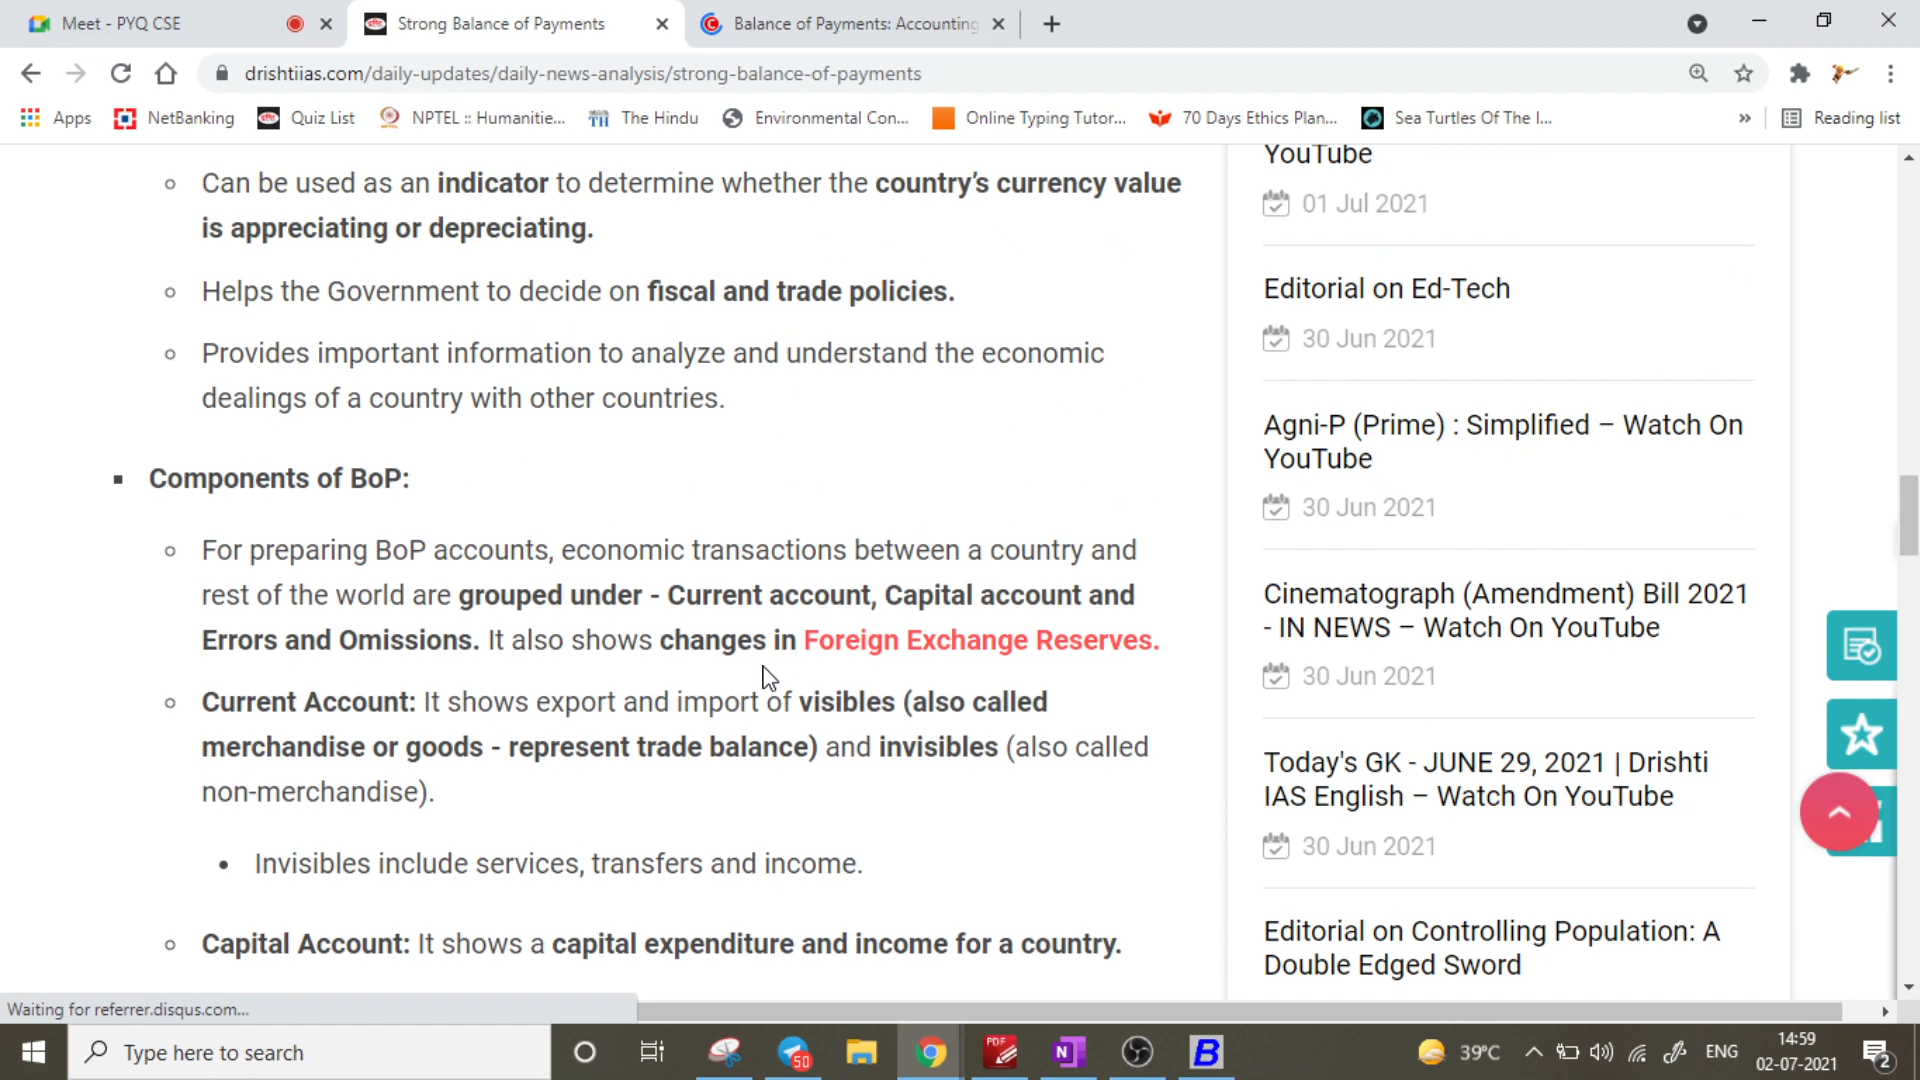 Meet - PYQ CSE
Strong Balance of Payments
Balance of Payments: Accounting
drishtiias.com/daily-updates/daily-news-analysis/strong-balance-of-payments
Apps
NetBanking
Quiz List
NPTEL :: Humanitie...
TH
The Hindu
Environmental Con...
Online Typing Tutor...
70 Days Ethics Plan...
Sea Turtles Of The I...
»
Reading list
Can be used as an indicator to determine whether the country's currency value
is appreciating or depreciating.
Helps the Government to decide on fiscal and trade policies.
Provides important information to analyze and understand the economic
dealings of a country with other countries.
Components of BoP:
For preparing BoP accounts, economic transactions between a country and
rest of the world are grouped under - Current account, Capital account and
Errors and Omissions. It also shows changes in Foreign Exchange Reserves.
Current Account: It shows export and import of visibles (also called
merchandise or goods - represent trade balance) and invisibles (also called
non-merchandise).
Invisibles include services, transfers and income.
Capital Account: It shows a capital expenditure and income for a country.
YouTube
01 Jul 2021
Editorial on Ed-Tech
30 Jun 2021
Agni-P (Prime) : Simplified – Watch On
YouTube
30 Jun 2021
Cinematograph (Amendment) Bill 2021
- IN NEWS – Watch On YouTube
30 Jun 2021
Today's GK - JUNE 29, 2021 | Drishti
IAS English – Watch On YouTube
30 Jun 2021
Editorial on Controlling Population: A
Double Edged Sword
Waiting for referrer.disqus.com...
Type here to search
50
PDF
N
B
39°C
ENG
14:59
02-07-2021
2